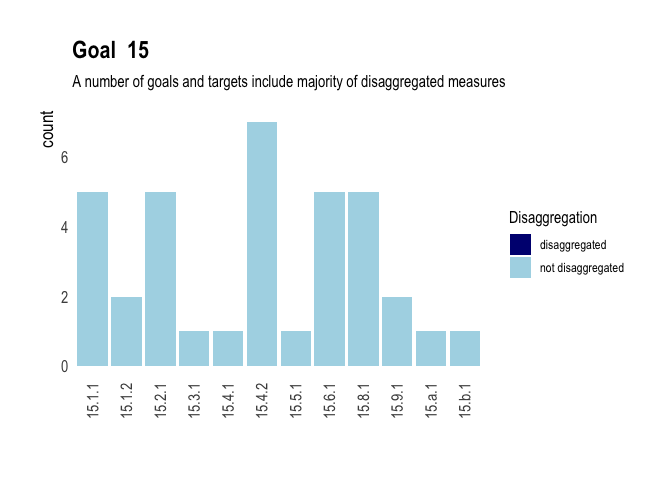 Goal  15
A number of goals and targets include majority of disaggregated measures
count
6
4
2
0
15.1.1
15.1.2
15.2.1
15.3.1
15.4.1
15.4.2
15.5.1
15.6.1
15.8.1
15.9.1
15.a.1
15.b.1
Disaggregation
disaggregated
not disaggregated